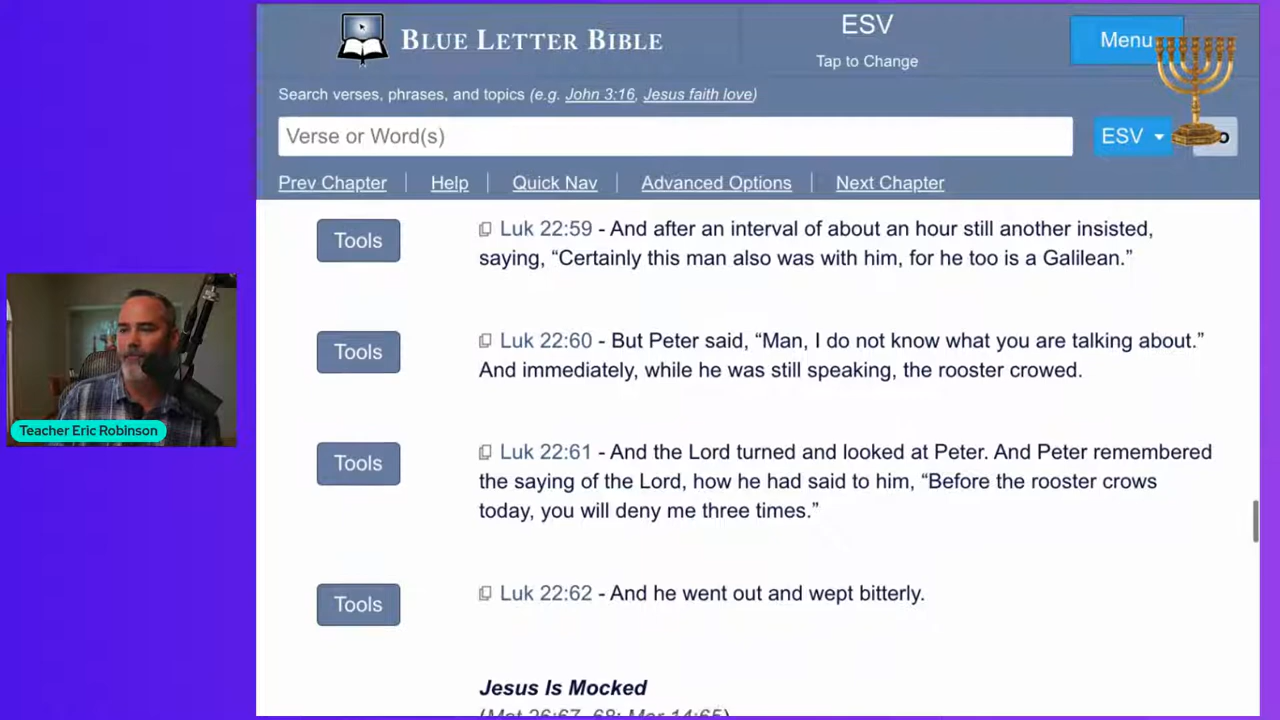 BLUE LETTER BIBLE
ESV
Tap to Change
Menu
Search verses, phrases, and topics (e.g. John 3:16, Jesus faith love)
Verse or Word(s)
ESV
Prev Chapter | Help | Quick Nav | Advanced Options | Next Chapter
Tools
Luk 22:59 - And after an interval of about an hour still another insisted,
saying, “Certainly this man also was with him, for he too is a Galilean.”
Tools
Luk 22:60 - But Peter said, “Man, I do not know what you are talking about.”
And immediately, while he was still speaking, the rooster crowed.
Tools
Luk 22:61 - And the Lord turned and looked at Peter. And Peter remembered
the saying of the Lord, how he had said to him, “Before the rooster crows
today, you will deny me three times.”
Tools
Luk 22:62 - And he went out and wept bitterly.
Jesus Is Mocked
(Mat 26:67, 68; Mar 14:65)
Teacher Eric Robinson